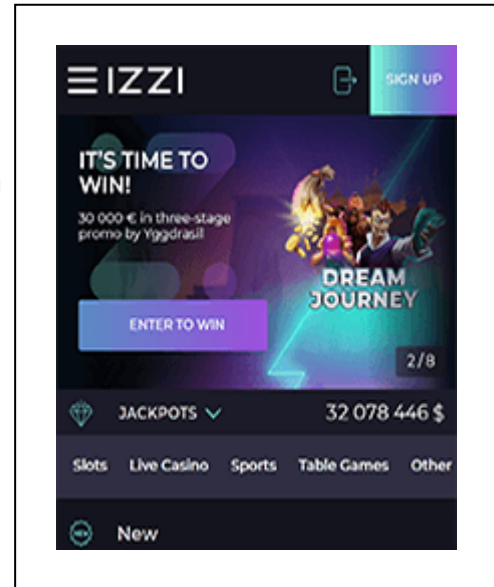 IZZI
SIGN UP
IT'S TIME TO
WIN!
30 000 € in three-stage
promo by Yggdrasil
DREAM
JOURNEY
ENTER TO WIN
2/8
JACKPOTS 32 078 446 $
Slots Live Casino Sports Table Games Other
NEW New